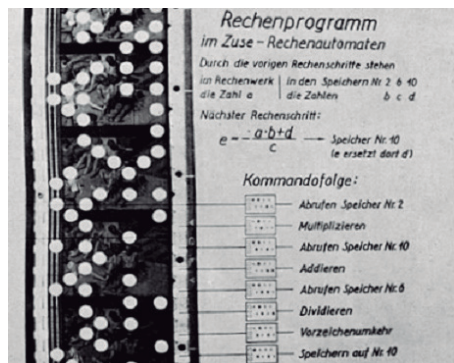 Rechenprogramm
im Zuse - Rechenautomaten
Durch die vorigen Rechenschritte stehen
im Rechenwerk | in den Speichern Nr 2 6 10
die Zahl a | die Zahlen b c d
Nächster Rechenschritt:
e = - a·b+d / c → Speicher Nr. 10
(e ersetzt dort d)
Kommandofolge:
Abrufen Speicher Nr. 2
Multiplizieren
Abrufen Speicher Nr. 10
Addieren
Abrufen Speicher Nr. 6
Dividieren
Vorzeichenumkehr
Speichern auf Nr. 10